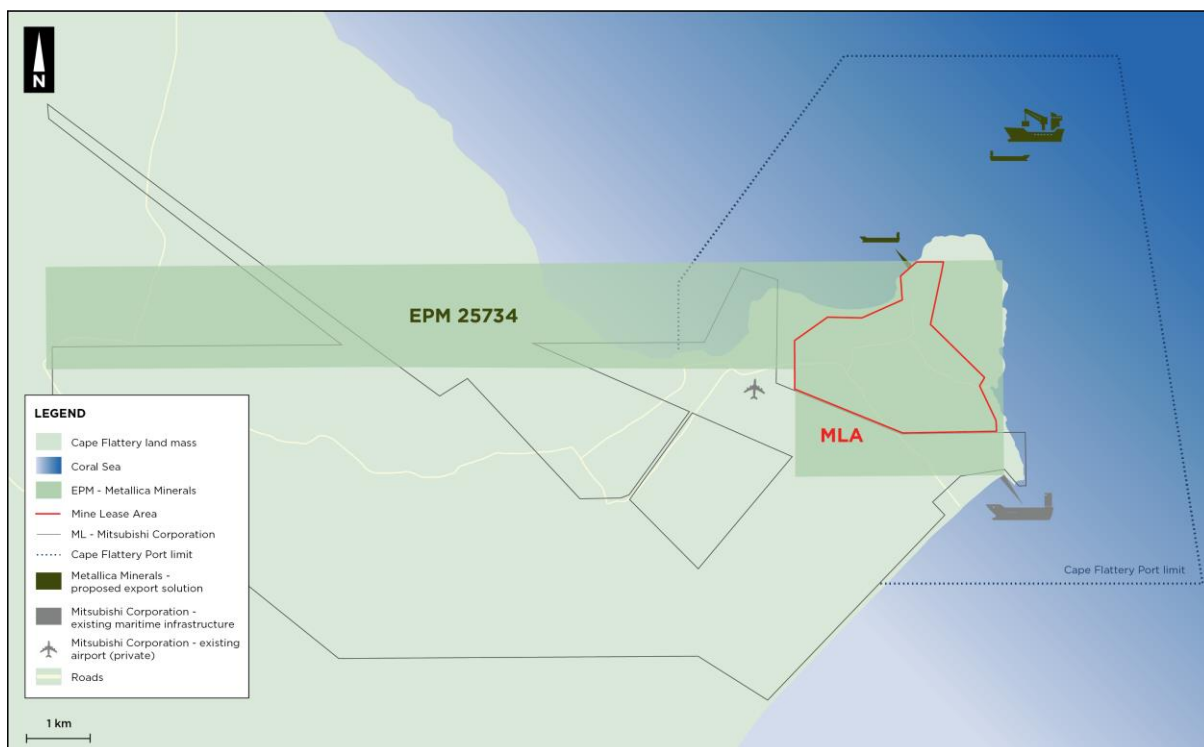 N
EPM 25734
MLA
LEGEND
Cape Flattery land mass
Coral Sea
EPM - Metallica Minerals
Mine Lease Area
ML - Mitsubishi Corporation
Cape Flattery Port limit
Metallica Minerals -
proposed export solution
Mitsubishi Corporation -
existing maritime infrastructure
Mitsubishi Corporation - existing
airport (private)
Roads
Cape Flattery Port limit
1 km